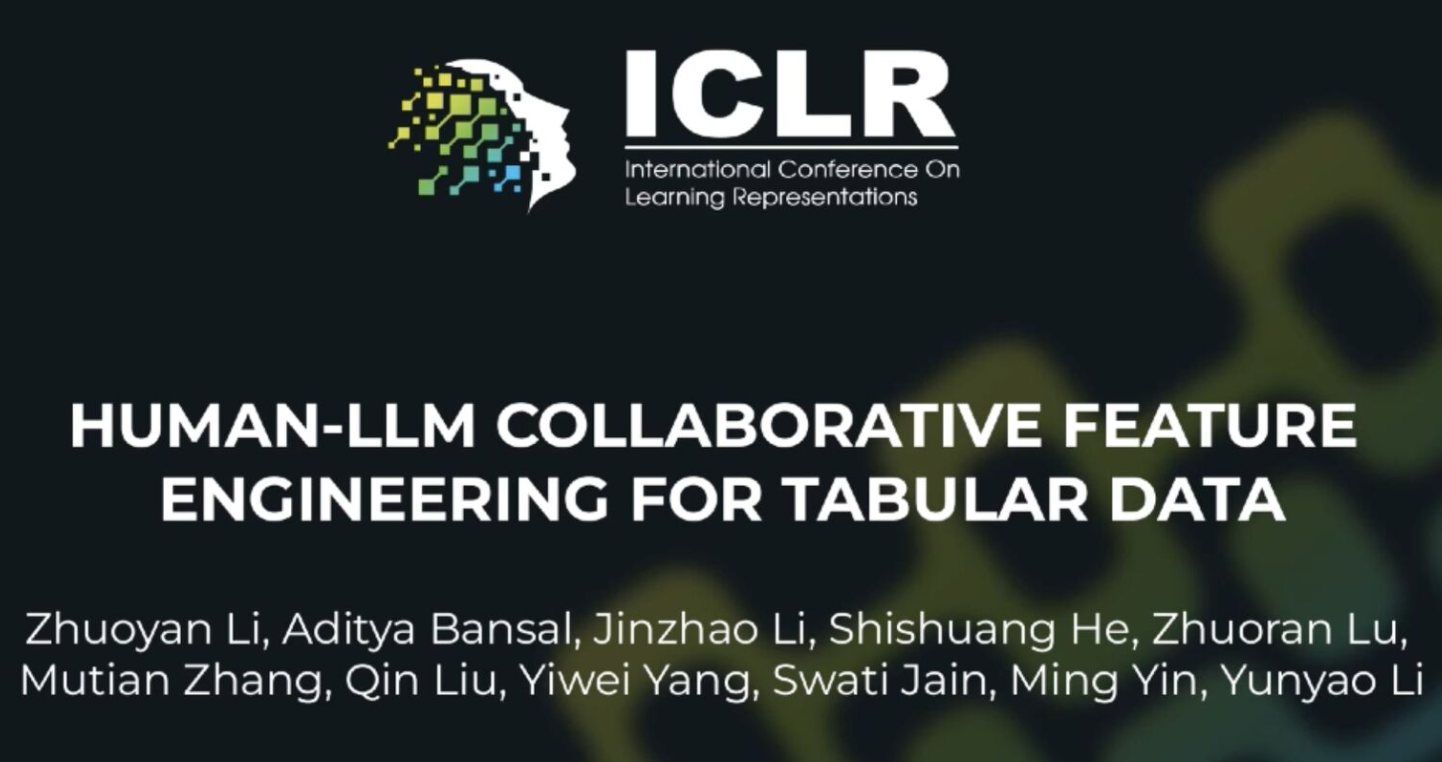 ICLR
International Conference On
Learning Representations
HUMAN-LLM COLLABORATIVE FEATURE
ENGINEERING FOR TABULAR DATA
Zhuoyan Li, Aditya Bansal, Jinzhao Li, Shishuang He, Zhuoran Lu,
Mutian Zhang, Qin Liu, Yiwei Yang, Swati Jain, Ming Yin, Yunyao Li